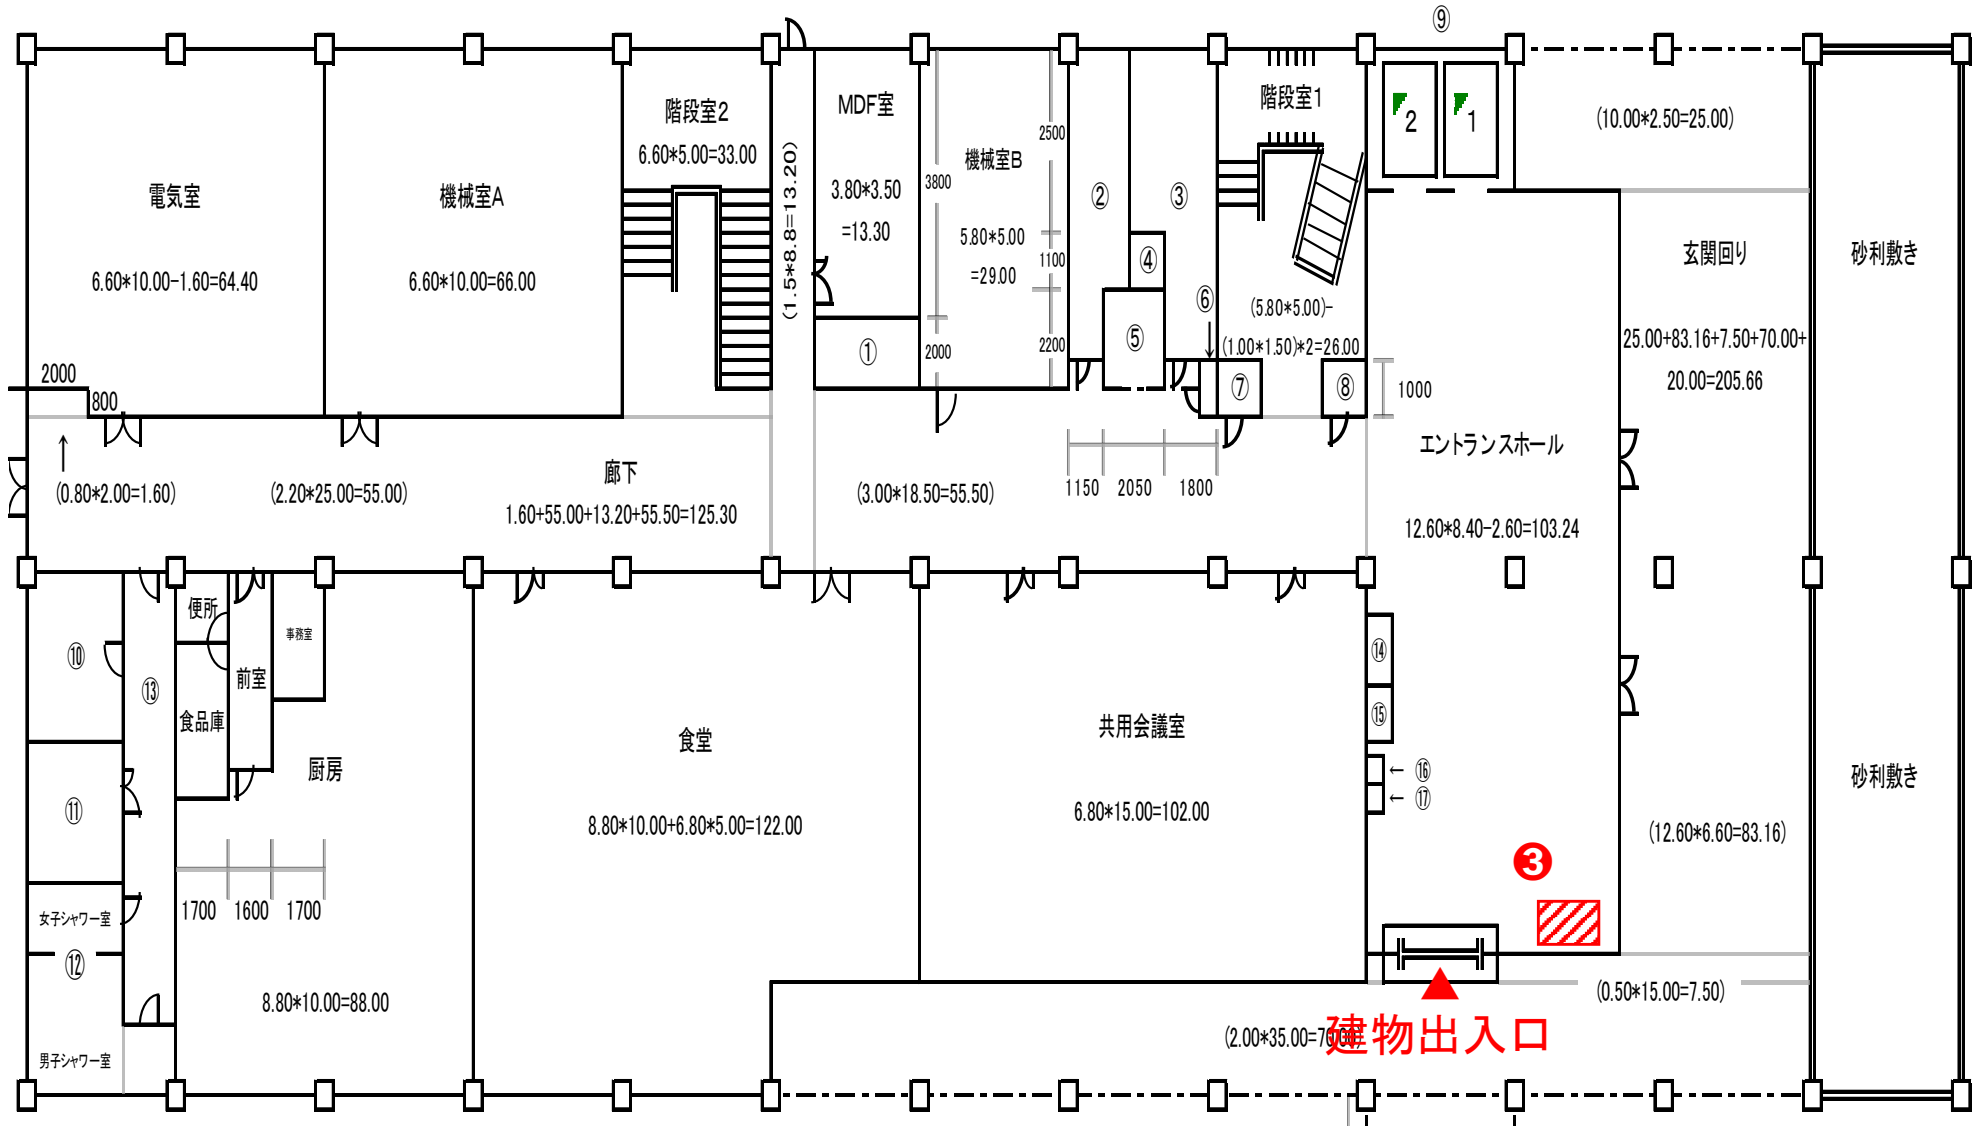 ⑨
階段室2
6.60*5.00=33.00
MDF室
3.80*3.50
=13.30
(1.5*8.8=13.20)
機械室B
5.80*5.00
=29.00
3800
2000
2500
1100
2200
階段室1
2
1
(10.00*2.50=25.00)
電気室
6.60*10.00-1.60=64.40
機械室A
6.60*10.00=66.00
①
②
③
④
⑤
⑥
⑦
⑧
(5.80*5.00)-
(1.00*1.50)*2=26.00
1000
玄関回り
25.00+83.16+7.50+70.00+
20.00=205.66
砂利敷き
2000
800
(0.80*2.00=1.60)
(2.20*25.00=55.00)
廊下
1.60+55.00+13.20+55.50=125.30
(3.00*18.50=55.50)
1150
2050
1800
エントランスホール
12.60*8.40-2.60=103.24
⑩
⑪
女子シャワー室
⑫
男子シャワー室
⑬
便所
食品庫
前室
事務室
厨房
1700
1600
1700
8.80*10.00=88.00
食堂
8.80*10.00+6.80*5.00=122.00
共用会議室
6.80*15.00=102.00
⑭
⑮
← ⑯
← ⑰
砂利敷き
(12.60*6.60=83.16)
❸
(0.50*15.00=7.50)
(2.00*35.00=70.00)
建物出入口